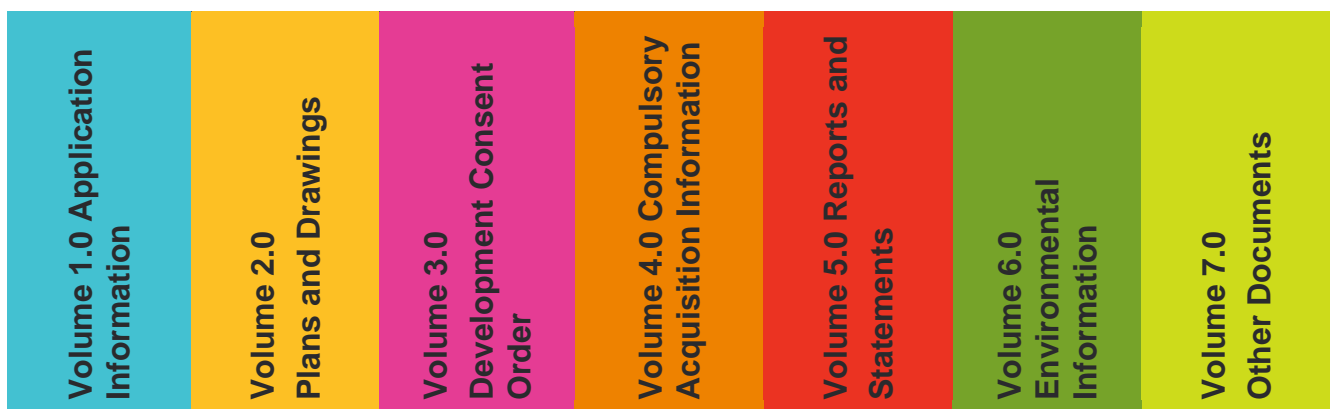 Volume 1.0 Application
Information
Volume 2.0
Plans and Drawings
Volume 3.0
Development Consent
Order
Volume 4.0 Compulsory
Acquisition Information
Volume 5.0 Reports and
Statements
Volume 6.0
Environmental
Information
Volume 7.0
Other Documents